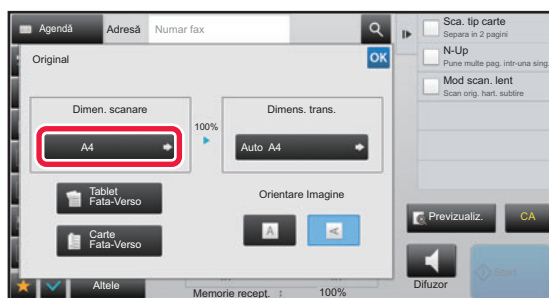 Agendă
Adresă
Numar fax
Original
OK
Dimen. scanare
A4
100%
Dimens. trans.
Auto A4
Tablet
Fata-Verso
Carte
Fata-Verso
Orientare Imagine
A
A
Altele
Memorie recept. :
100%
Sca. tip carte
Separa in 2 pagini
N-Up
Pune multe pag. intr-una sing.
Mod scan. lent
Scan orig. hart. subtire
Previzualiz.
CA
Difuzor
Start